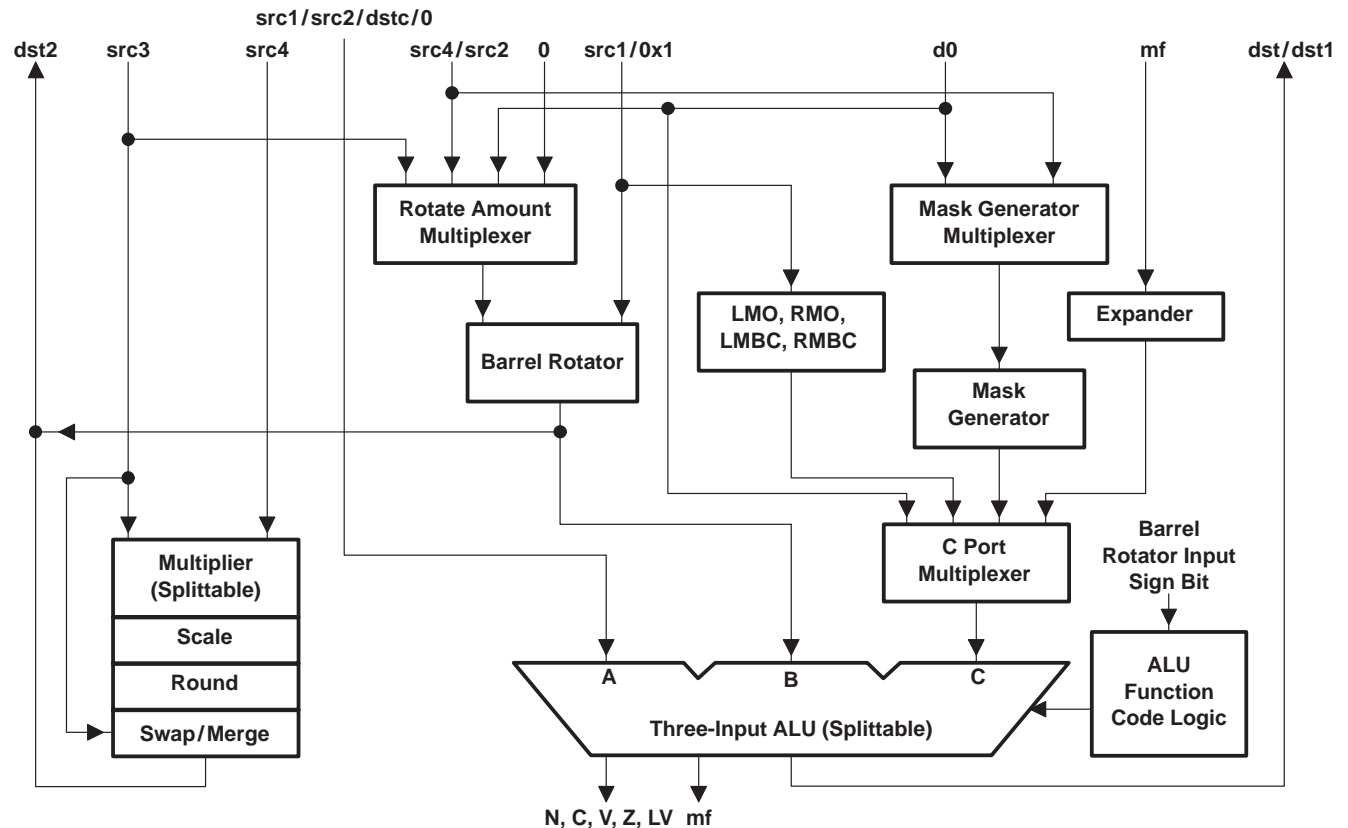 src1/src2/dstc/0
dst2 src3 src4 src4/src2 0 src1/0x1 d0 mf dst/dst1
Rotate Amount
Multiplexer
Mask Generator
Multiplexer
LMO, RMO,
LMBC, RMBC
Expander
Barrel Rotator
Mask
Generator
Multiplier
(Splittable)
Scale
Round
Swap/Merge
C Port
Multiplexer
Barrel
Rotator Input
Sign Bit
A B C
Three-Input ALU (Splittable)
ALU
Function
Code Logic
N, C, V, Z, LV mf